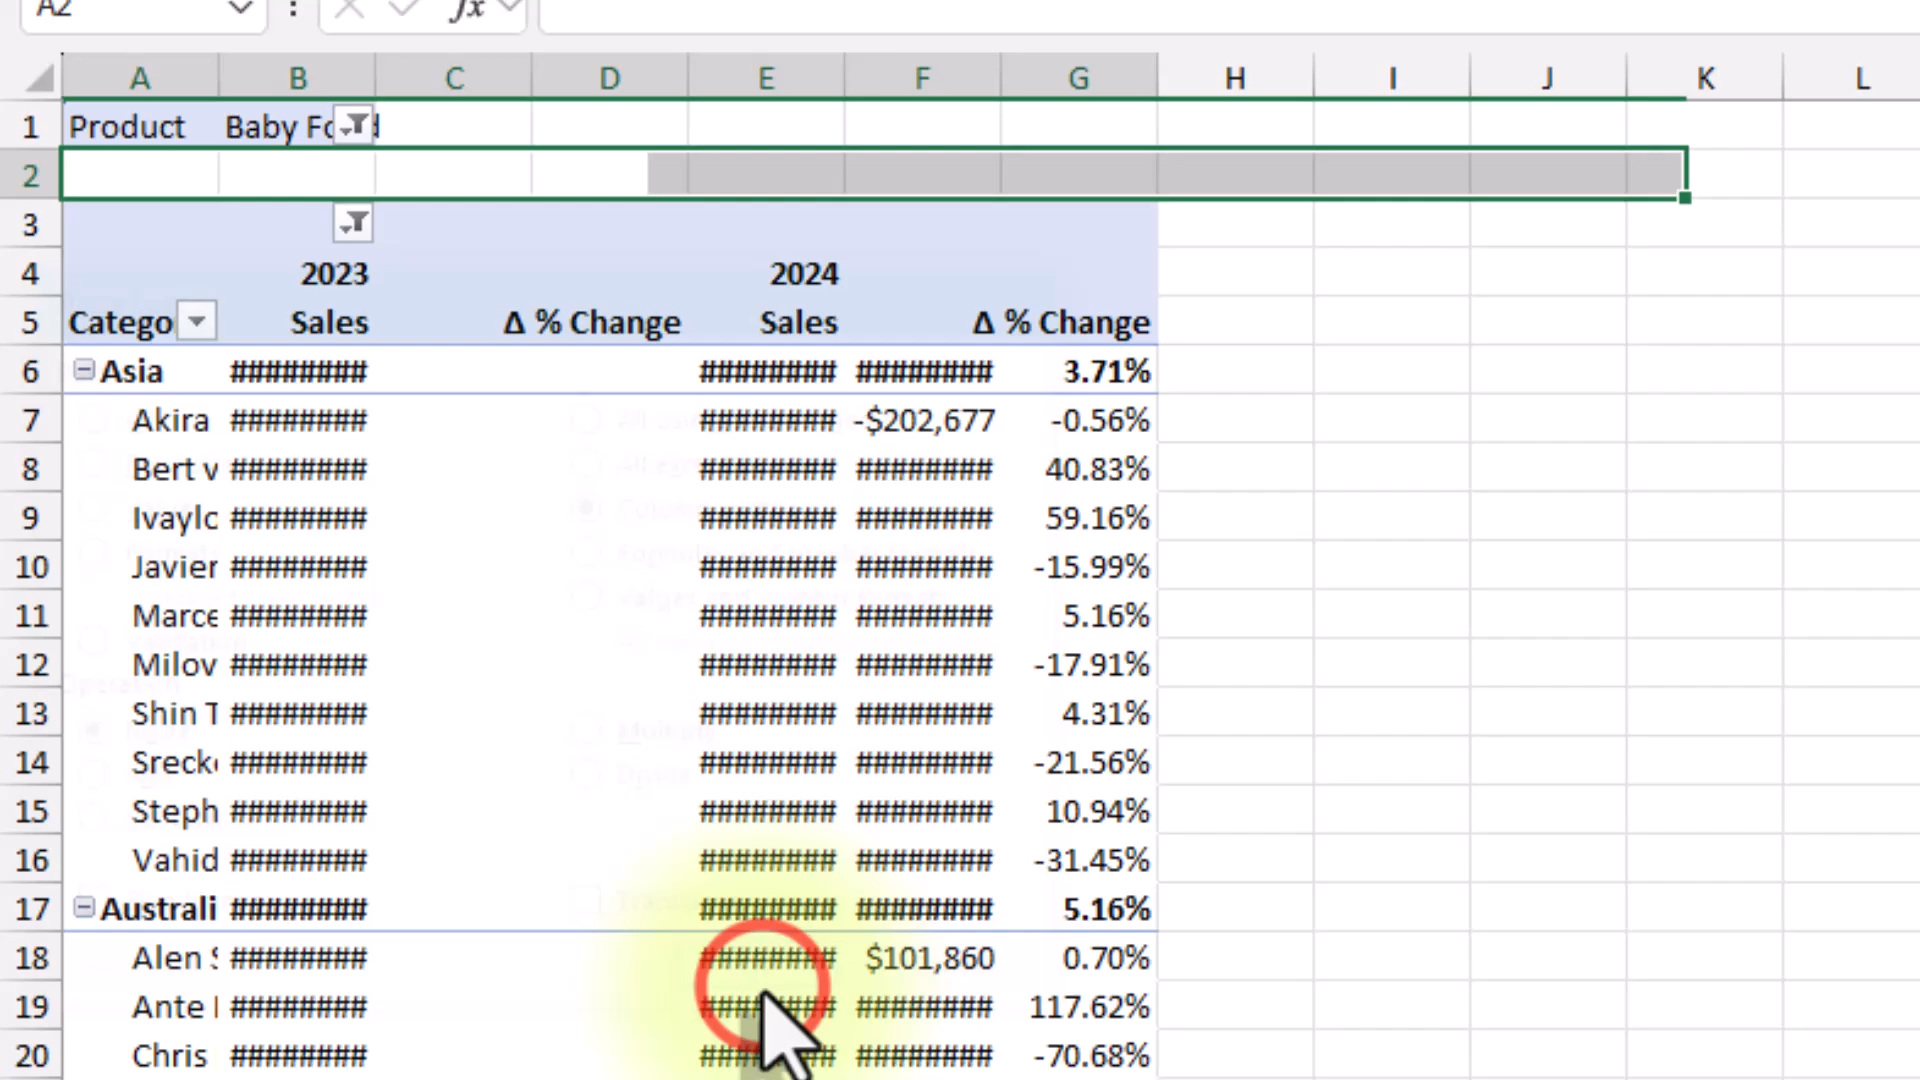 A2 fx
A B C D E F G H I J K L
1 Product Baby Fo d
2
3
4 2023 2024
5 Catego Sales Δ % Change Sales Δ % Change
6 Asia ######## ######## ######## 3.71%
7 Akira ######## ######## -$202,677 -0.56%
8 Bert v ######## ######## ######## 40.83%
9 Ivaylo ######## ######## ######## 59.16%
10 Javier ######## ######## ######## -15.99%
11 Marce ######## ######## ######## 5.16%
12 Milov ######## ######## ######## -17.91%
13 Shin T ######## ######## ######## 4.31%
14 Srecko ######## ######## ######## -21.56%
15 Steph ######## ######## ######## 10.94%
16 Vahid ######## ######## ######## -31.45%
17 Australi ######## ######## ######## 5.16%
18 Alen S ######## ######## $101,860 0.70%
19 Ante ######## ######## ######## 117.62%
20 Chris ######## ######## ######## -70.68%